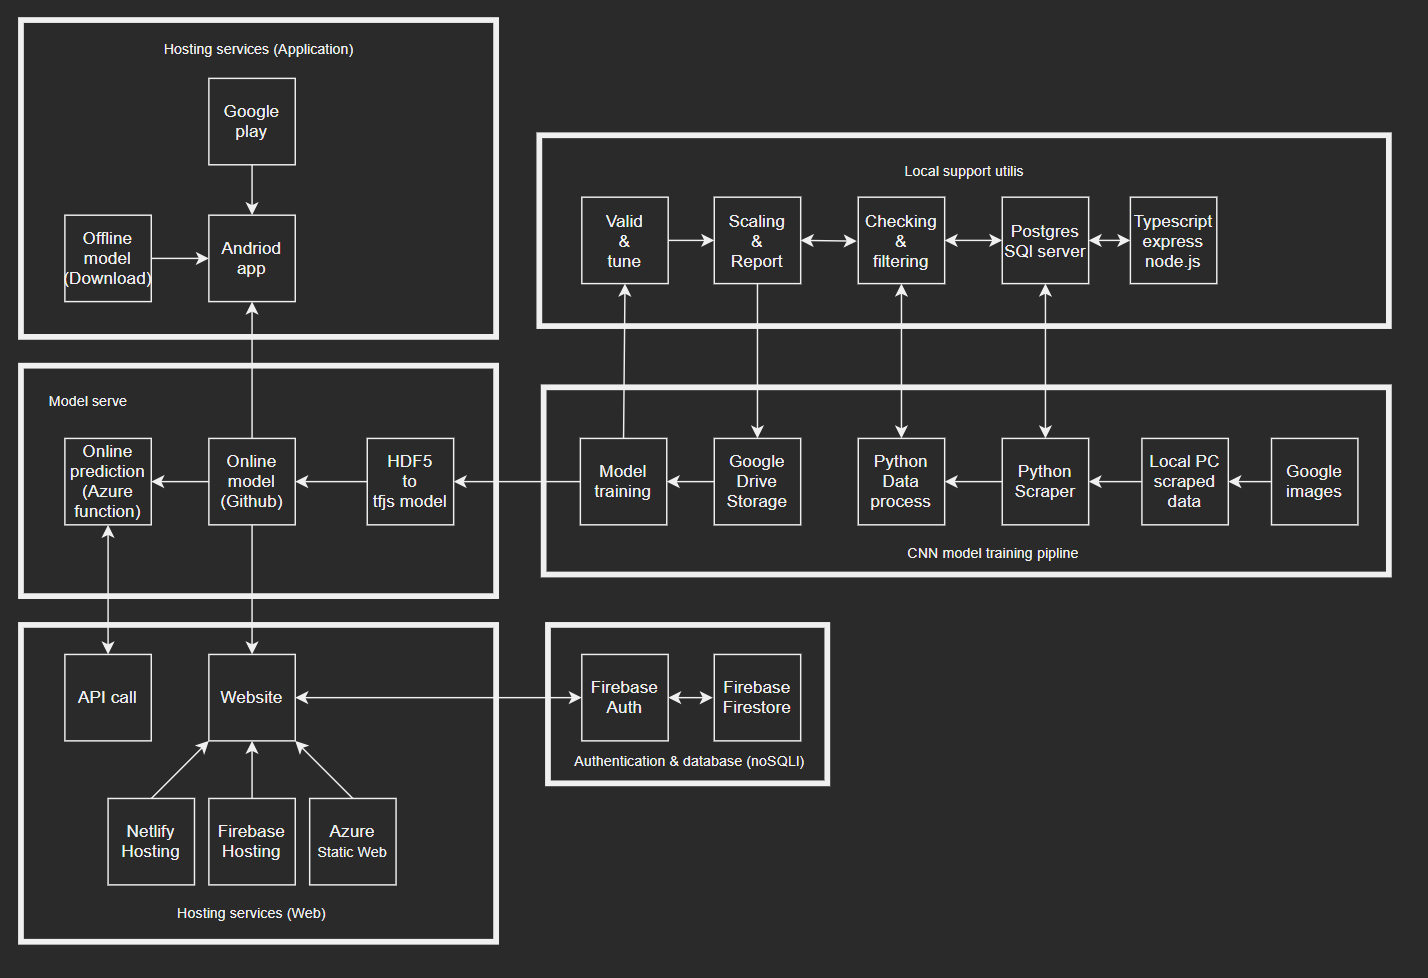 Hosting services (Application)
Google
play
Offline
model
(Download)
Andriod
app
Local support utilis
Valid
&
tune
Scaling
&
Report
Checking
&
filtering
Postgres
SQl server
Typescript
express
node.js
Model serve
Online
prediction
(Azure
function)
Online
model
(Github)
HDF5
to
tfjs model
Model
training
Google
Drive
Storage
Python
Data
process
Python
Scraper
Local PC
scraped
data
Google
images
CNN model training pipline
API call
Website
Netlify
Hosting
Firebase
Hosting
Azure
Static Web
Hosting services (Web)
Firebase
Auth
Firebase
Firestore
Authentication & database (noSQLI)